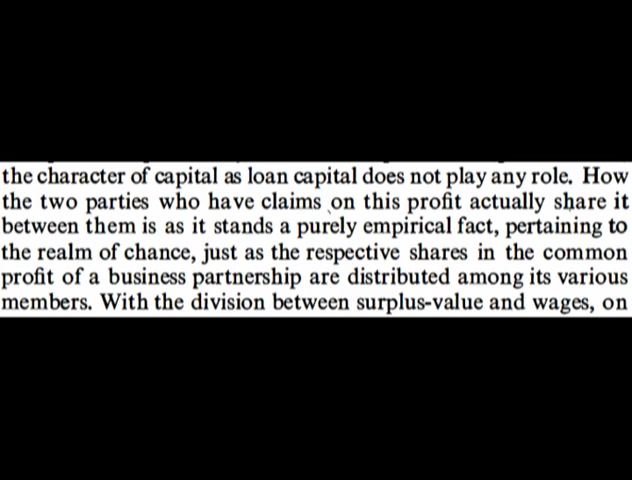 the character of capital as loan capital does not play any role. How
the two parties who have claims on this profit actually share it
between them is as it stands a purely empirical fact, pertaining to
the realm of chance, just as the respective shares in the common
profit of a business partnership are distributed among its various
members. With the division between surplus-value and wages, on